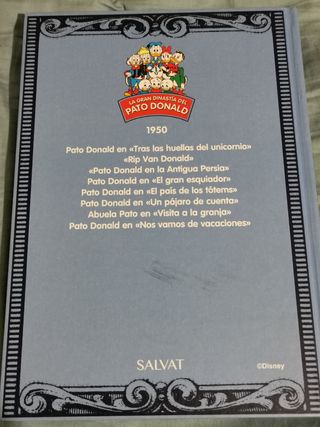 LA GRAN DINASTÍA DEL
PATO DONALD
1950
Pato Donald en «Tras las huellas del unicornio»
«Rip Van Donald»
«Pato Donald en la Antigua Persia»
Pato Donald en «El gran esquiador»
Pato Donald en «El país de los tótems»
Pato Donald en «Un pájaro de cuenta»
Abuela Pato en «Visita a la granja»
Pato Donald en «Nos vamos de vacaciones»
SALVAT
©Disney